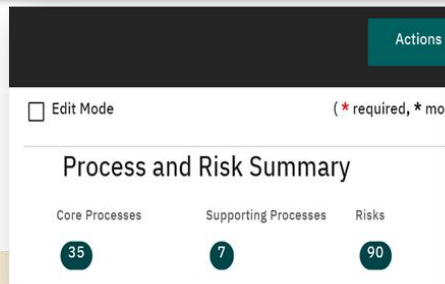 Actions
Edit Mode ( * required, * mo
Process and Risk Summary
Core Processes Supporting Processes Risks
35 7 90